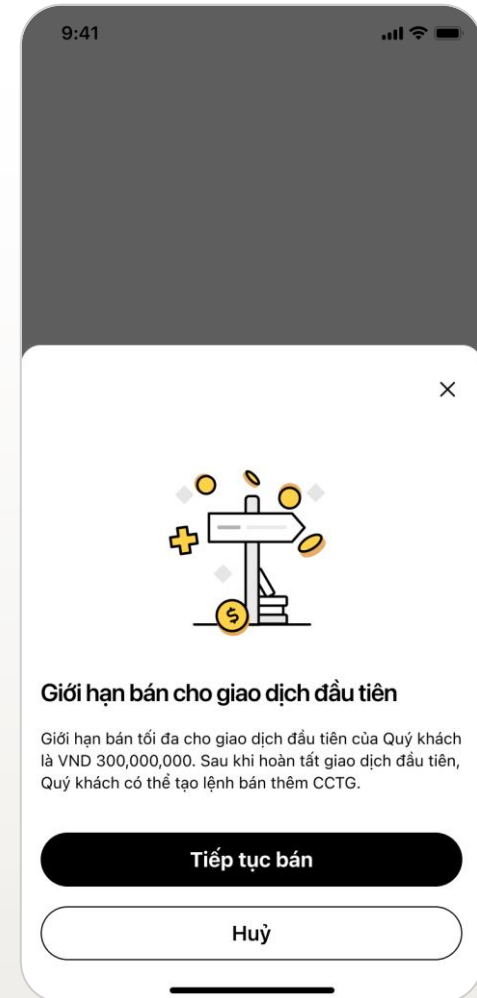 9:41
$
Giới hạn bán cho giao dịch đầu tiên
Giới hạn bán tối đa cho giao dịch đầu tiên của Quý khách
là VND 300,000,000. Sau khi hoàn tất giao dịch đầu tiên,
Quý khách có thể tạo lệnh bán thêm CCTG.
Tiếp tục bán
Huỷ